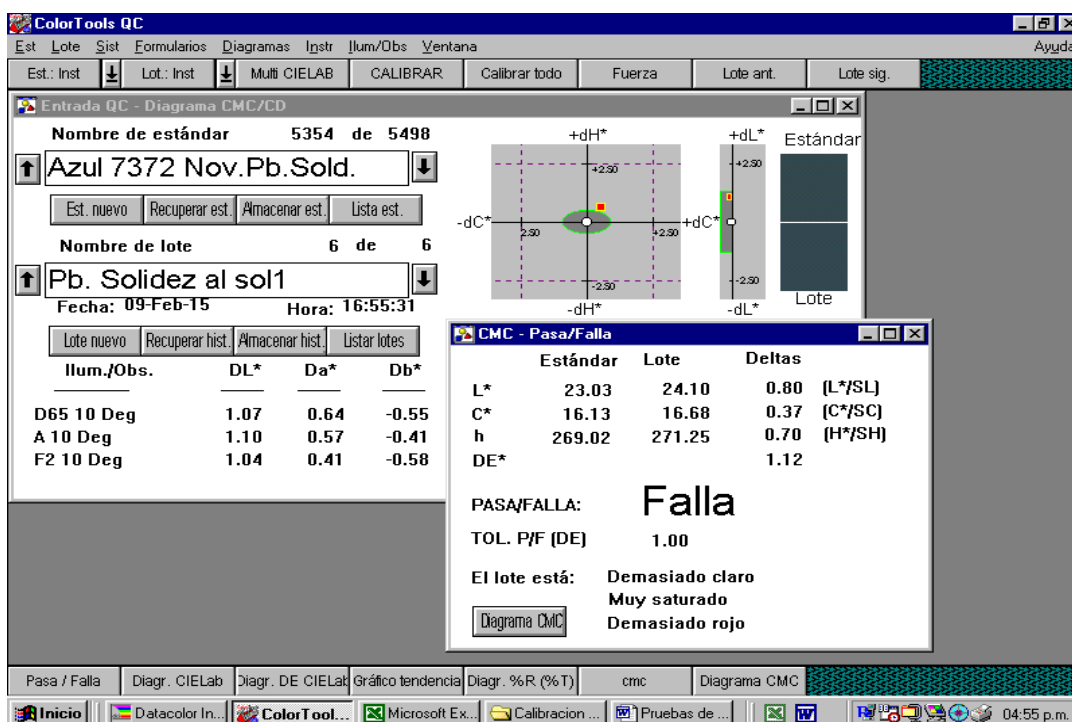 ColorTools QC
Est Lote Sist Formularios Diagramas Instr Ilum/Obs Ventana Ayuda
Est.: Inst Lot.: Inst Multi CIELAB CALIBRAR Calibrar todo Fuerza Lote ant. Lote sig.
Entrada QC - Diagrama CMC/CD
Nombre de estándar 5354 de 5498
Azul 7372 Nov.Pb.Sold.
Est. nuevo Recuperar est. Almacenar est. Lista est.
Nombre de lote 6 de 6
Pb. Solidez al sol1
Fecha: 09-Feb-15 Hora: 16:55:31
Lote nuevo Recuperar hist. Almacenar hist. Listar lotes
Ilum./Obs. DL* Da* Db*
D65 10 Deg 1.07 0.64 -0.55
A 10 Deg 1.10 0.57 -0.41
F2 10 Deg 1.04 0.41 -0.58
+dH*
+2.50
-dC* +dC*
2.50 +2.50
-2.50
-dH*
+dL*
+2.50
-2.50
-dL*
Estándar
Lote
CMC - Pasa/Falla
Estándar Lote Deltas
L* 23.03 24.10 0.80 (L*/SL)
C* 16.13 16.68 0.37 (C*/SC)
h 269.02 271.25 0.70 (H*/SH)
DE* 1.12
PASA/FALLA: Falla
TOL. P/F (DE) 1.00
El lote está: Demasiado claro
Muy saturado
Demasiado rojo
Diagrama CMC
Pasa / Falla Diagr. CIELab Diagr. DE CIELab Gráfico tendencia Diagr. %R (%T) cmc Diagrama CMC
Inicio Datacolor In... ColorTool... Microsoft Ex... Calibracion ... Pruebas de ... 04:55 p.m.